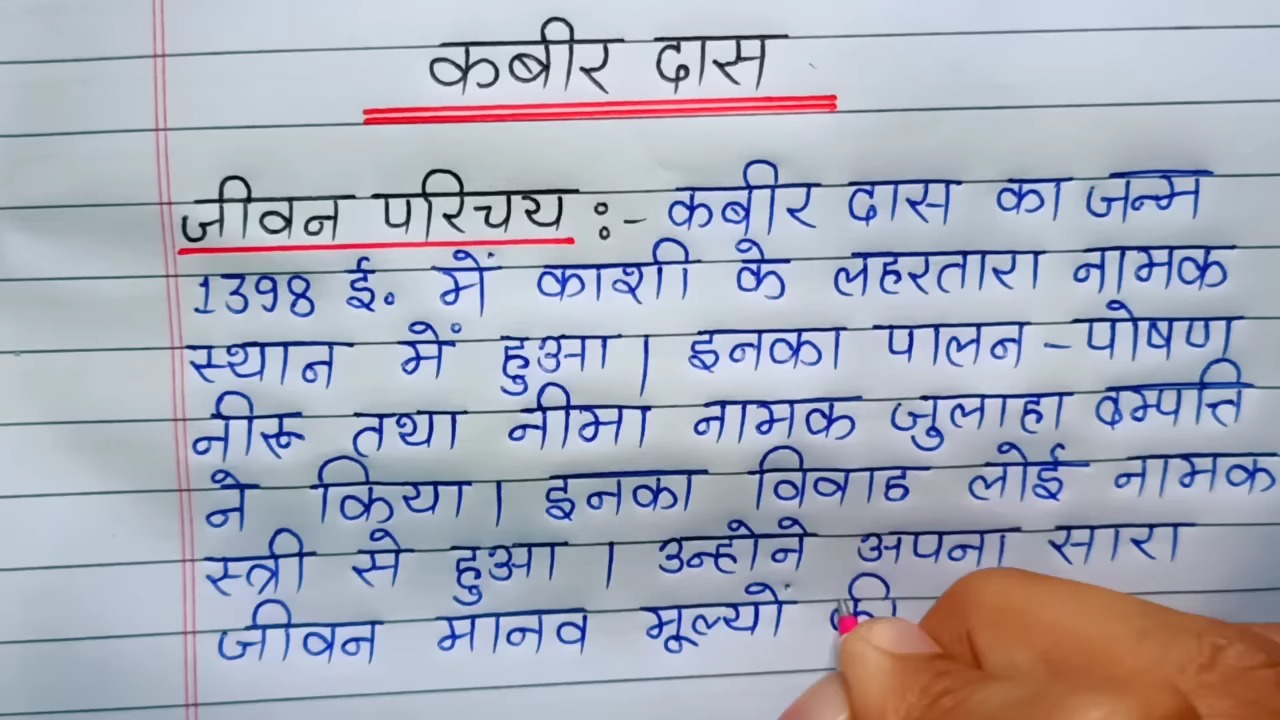 कबीर दास
जीवन परिचय :- कबीर दास का जन्म
1398 ई. में काशी के लहरतारा नामक
स्थान में हुआ। इनका पालन-पोषण
नीरू तथा नीमा नामक जुलाहा दम्पत्ति
ने किया। इनका विवाह लोई नामक
स्त्री से हुआ। उन्होने अपना सारा
जीवन मानव मूल्यों की